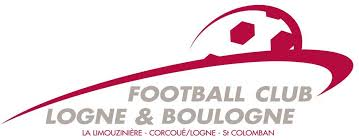 FOOTBALL CLUB
LOGNE & BOULOGNE
LA LIMOUZINIÈRE - CORCOUÉ/LOGNE - St COLOMBAN